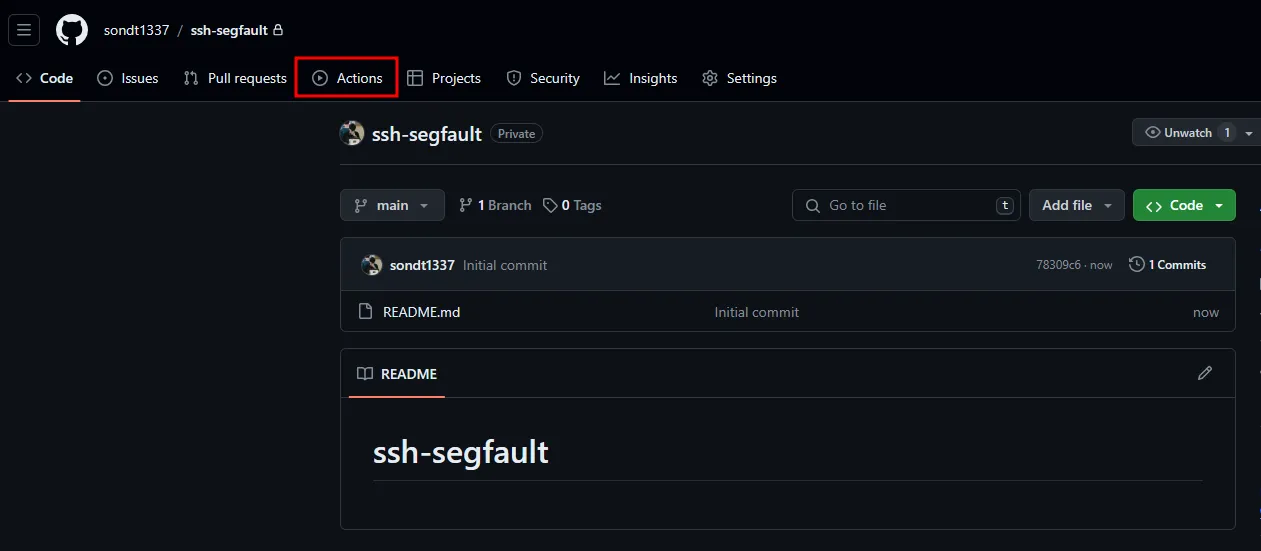 sondt1337 / ssh-segfault
Code Issues Pull requests Actions Projects Security Insights Settings
ssh-segfault Private
Unwatch 1
main 1 Branch 0 Tags
Go to file t
Add file
Code
sondt1337 Initial commit
78309c6 · now
1 Commits
README.md Initial commit now
README
ssh-segfault